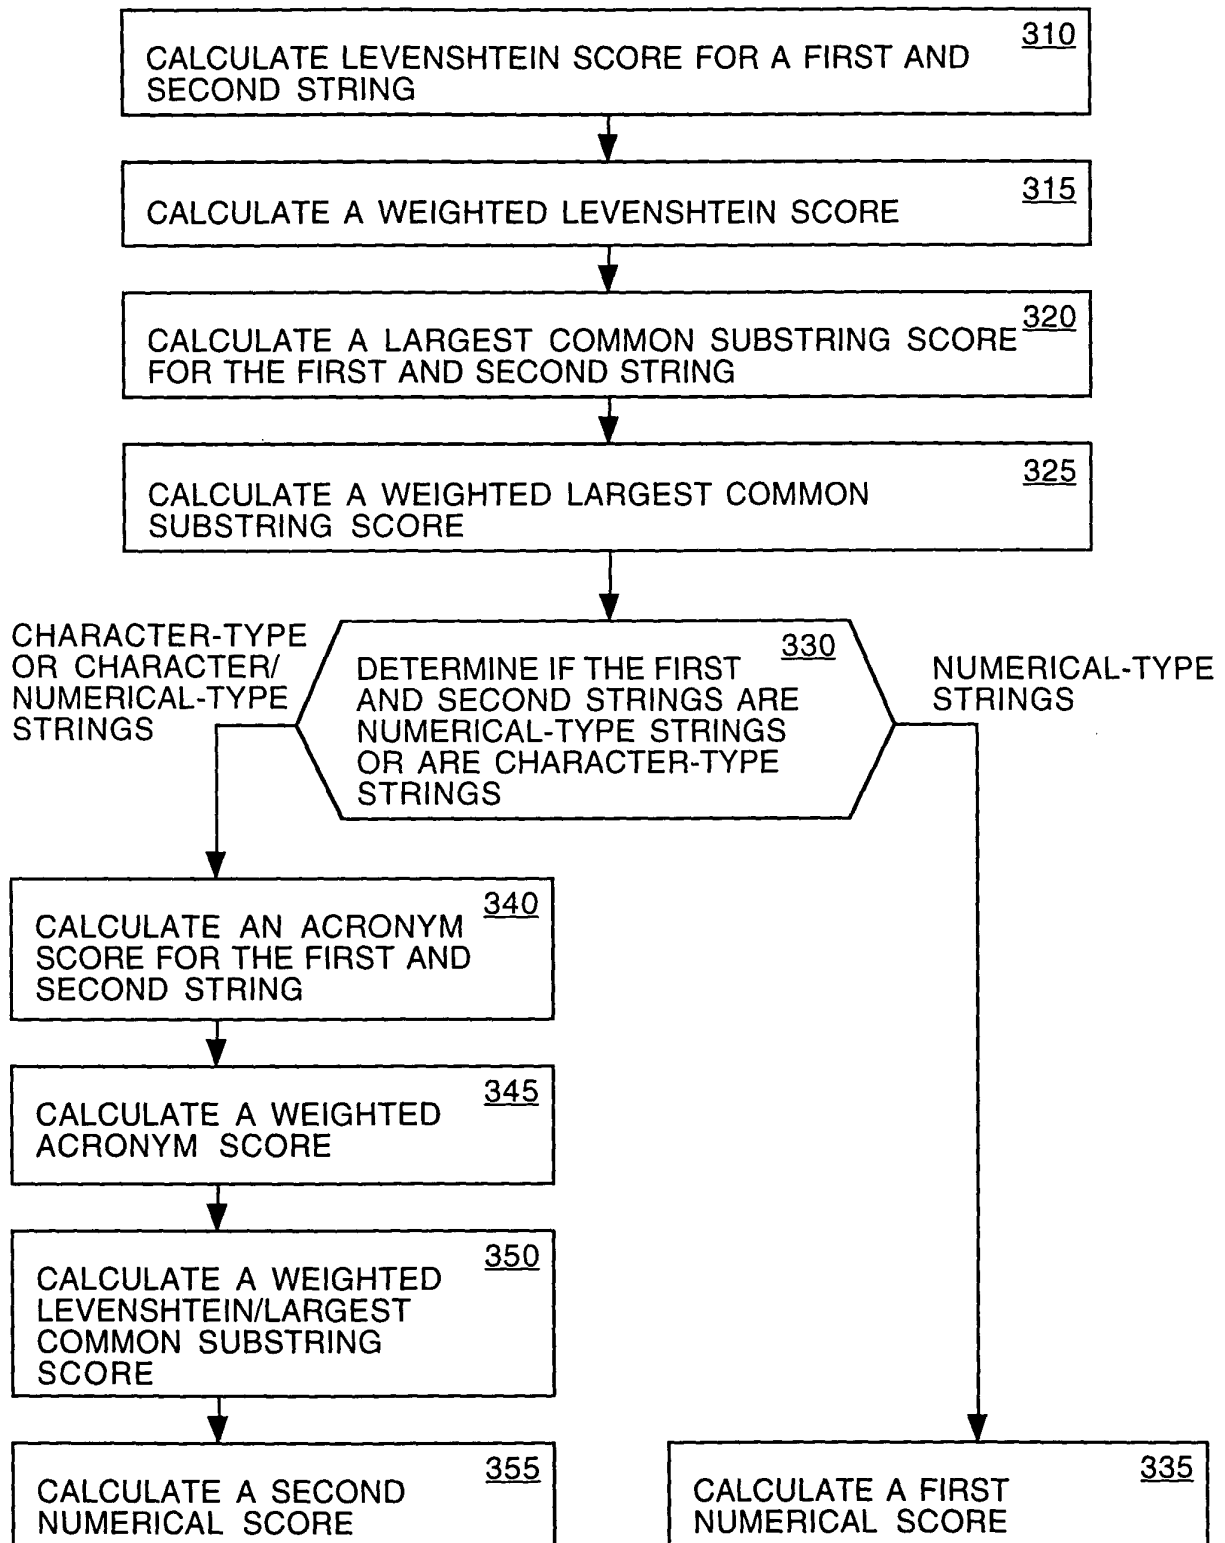 310
CALCULATE LEVENSHTEIN SCORE FOR A FIRST AND
SECOND STRING
315
CALCULATE A WEIGHTED LEVENSHTEIN SCORE
320
CALCULATE A LARGEST COMMON SUBSTRING SCORE
FOR THE FIRST AND SECOND STRING
325
CALCULATE A WEIGHTED LARGEST COMMON
SUBSTRING SCORE
CHARACTER-TYPE
OR CHARACTER/
NUMERICAL-TYPE
STRINGS
330
DETERMINE IF THE FIRST
AND SECOND STRINGS ARE
NUMERICAL-TYPE STRINGS
OR ARE CHARACTER-TYPE
STRINGS
NUMERICAL-TYPE
STRINGS
340
CALCULATE AN ACRONYM
SCORE FOR THE FIRST AND
SECOND STRING
345
CALCULATE A WEIGHTED
ACRONYM SCORE
350
CALCULATE A WEIGHTED
LEVENSHTEIN/LARGEST
COMMON SUBSTRING
SCORE
355
CALCULATE A SECOND
NUMERICAL SCORE
335
CALCULATE A FIRST
NUMERICAL SCORE